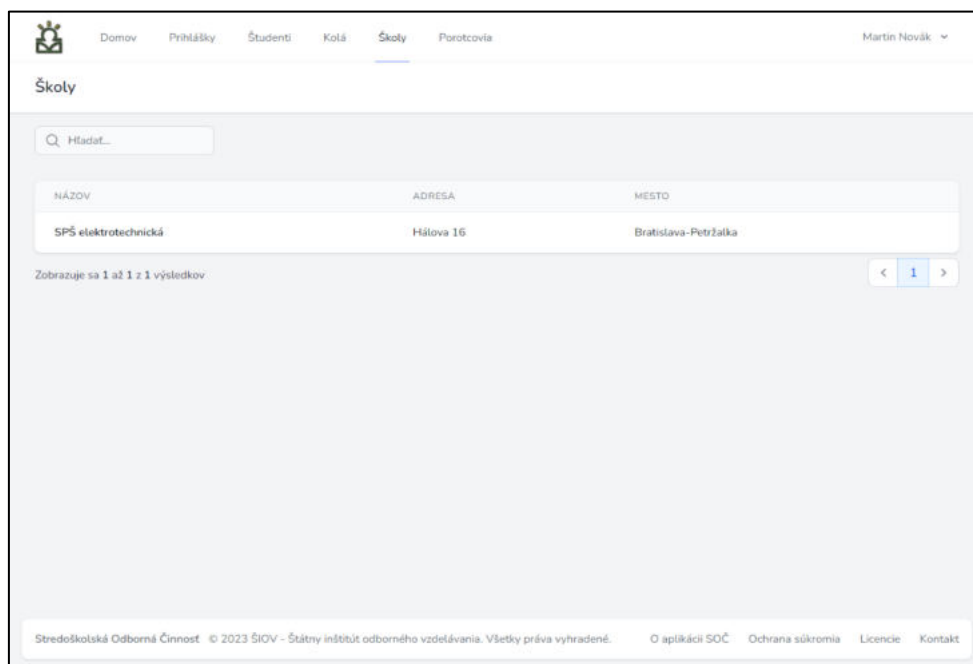 Domov Prihlášky Študenti Kolá Školy Porotcovia Martin Novák
Školy
Hľadať...
NÁZOV ADRESA MESTO
SPŠ elektrotechnická Hálova 16 Bratislava-Petržalka
Zobrazuje sa 1 až 1 z 1 výsledkov
1
Stredoškolská Odborná Činnosť © 2023 ŠIOV - Štátny inštitút odborného vzdelávania. Všetky práva vyhradené. O aplikácii SOČ Ochrana súkromia Licencie Kontakt